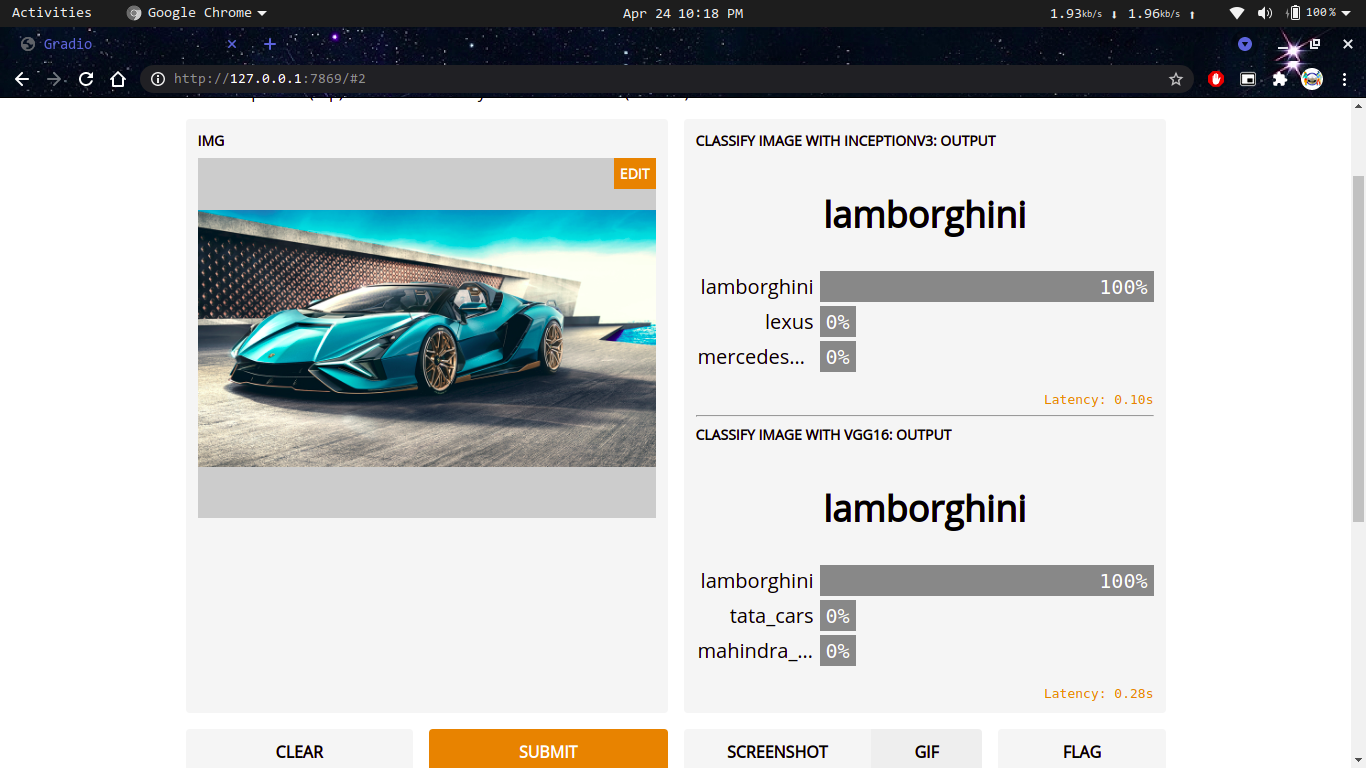 Activities Google Chrome Apr 24 10:18 PM 1.93kb/s ↓ 1.96kb/s ↑ 100%
Gradio
http://127.0.0.1:7869/#2
IMG
EDIT
CLASSIFY IMAGE WITH INCEPTIONV3: OUTPUT
lamborghini
lamborghini 100%
lexus 0%
mercedes... 0%
Latency: 0.10s
CLASSIFY IMAGE WITH VGG16: OUTPUT
lamborghini
lamborghini 100%
tata_cars 0%
mahindra_... 0%
Latency: 0.28s
CLEAR SUBMIT SCREENSHOT GIF FLAG